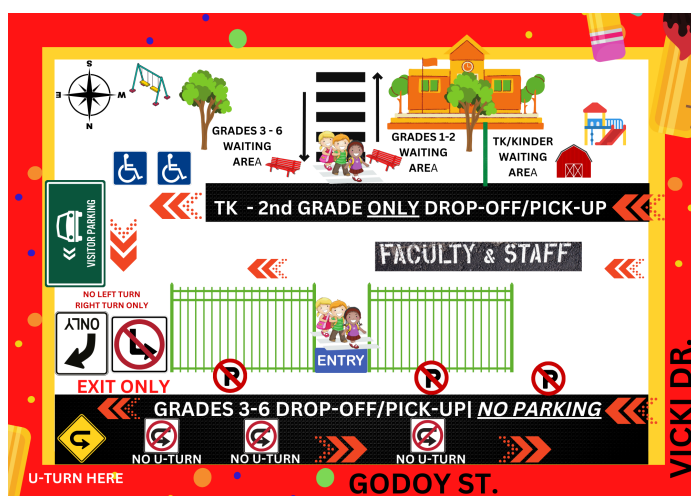 S
E
W
N
GRADES 3 - 6
WAITING
AREA
GRADES 1-2
WAITING
AREA
TK/KINDER
WAITING
AREA
TK - 2nd GRADE ONLY DROP-OFF/PICK-UP
VISITOR PARKING
FACULTY & STAFF
NO LEFT TURN
RIGHT TURN ONLY
ONLY
EXIT ONLY
ENTRY
P
P
P
GRADES 3-6 DROP-OFF/PICK-UP| NO PARKING
NO U-TURN
NO U-TURN
NO U-TURN
U-TURN HERE
GODOY ST.
VICKI DR.